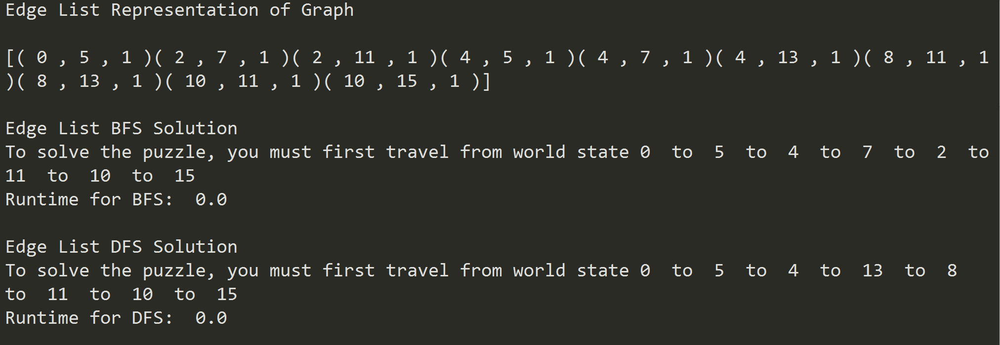 Edge List Representation of Graph
[( 0 , 5 , 1 )( 2 , 7 , 1 )( 2 , 11 , 1 )( 4 , 5 , 1 )( 4 , 7 , 1 )( 4 , 13 , 1 )( 8 , 11 , 1
)( 8 , 13 , 1 )( 10 , 11 , 1 )( 10 , 15 , 1 )]
Edge List BFS Solution
To solve the puzzle, you must first travel from world state 0  to  5  to  4  to  7  to  2  to
11  to  10  to  15
Runtime for BFS:  0.0
Edge List DFS Solution
To solve the puzzle, you must first travel from world state 0  to  5  to  4  to  13  to  8
to  11  to  10  to  15
Runtime for DFS:  0.0